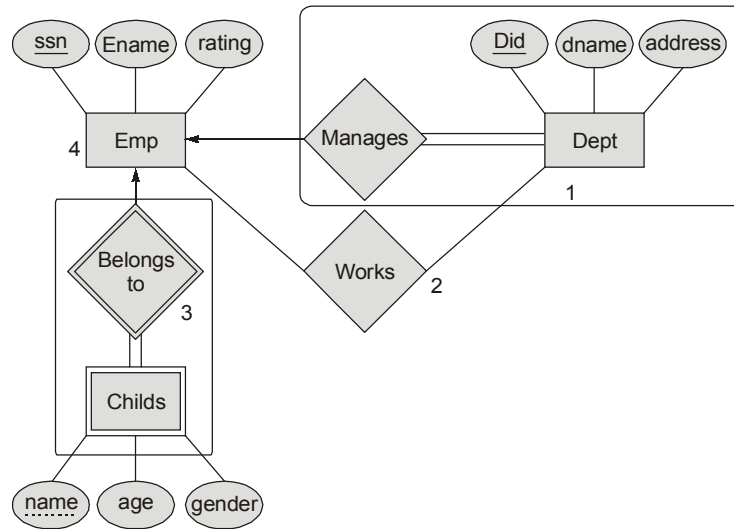 ssn
Ename
rating
Did
dname
address
4
Emp
Manages
Dept
1
Belongs
to
3
Works
2
Childs
name
age
gender